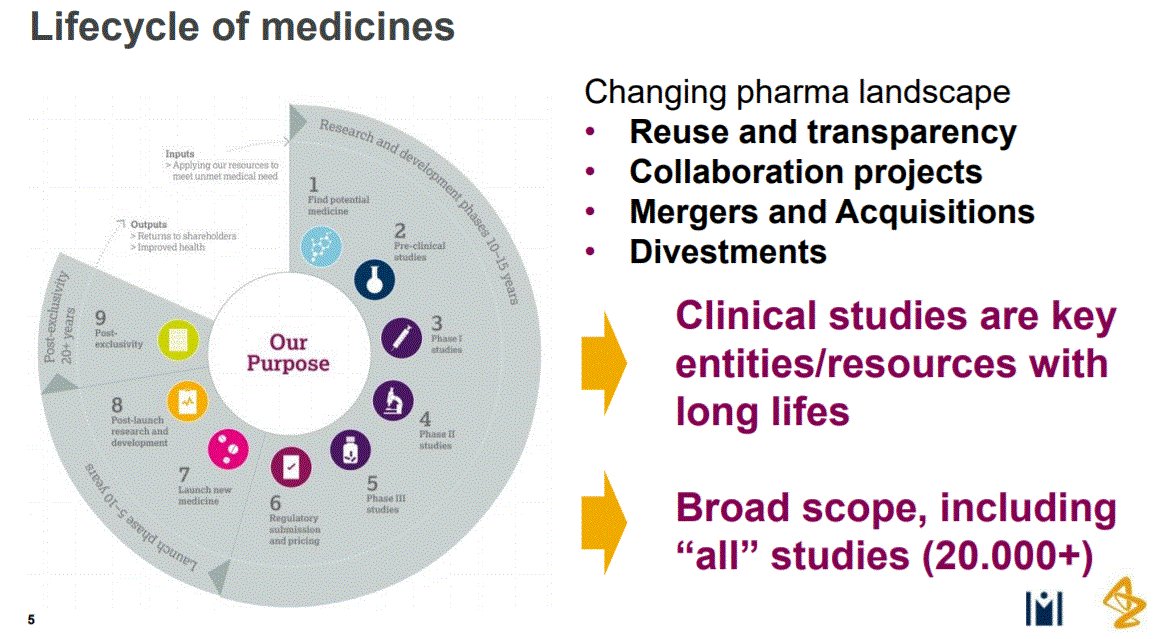 Lifecycle of medicines
Inputs
> Applying our resources to
meet unmet medical need
Outputs
> Returns to shareholders
> Improved health
Research and development phases 10–15 years
1
Find potential
medicine
2
Pre-clinical
studies
3
Phase I
studies
4
Phase II
studies
5
Phase III
studies
6
Regulatory
submission
and pricing
Launch phase 5–10 years
7
Launch new
medicine
8
Post-launch
research and
development
Post-exclusivity
20+ years
9
Post-
exclusivity
Our
Purpose
Changing pharma landscape
• Reuse and transparency
• Collaboration projects
• Mergers and Acquisitions
• Divestments
Clinical studies are key
entities/resources with
long lifes
Broad scope, including
“all” studies (20.000+)
5